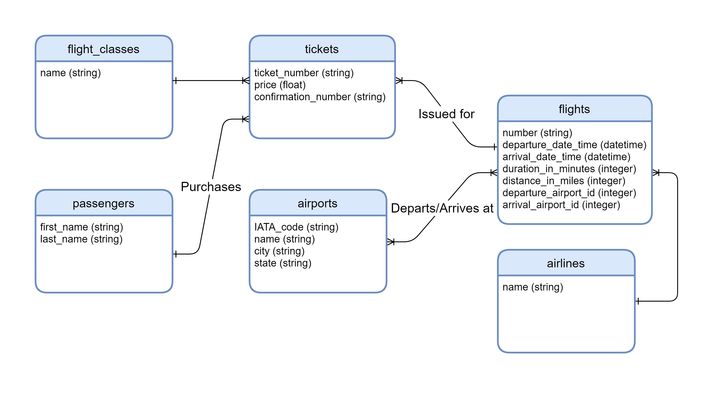 flight_classes
name (string)
tickets
ticket_number (string)
price (float)
confirmation_number (string)
Issued for
flights
number (string)
departure_date_time (datetime)
arrival_date_time (datetime)
duration_in_minutes (integer)
distance_in_miles (integer)
departure_airport_id (integer)
arrival_airport_id (integer)
Purchases
passengers
first_name (string)
last_name (string)
airports
IATA_code (string)
name (string)
city (string)
state (string)
Departs/Arrives at
airlines
name (string)